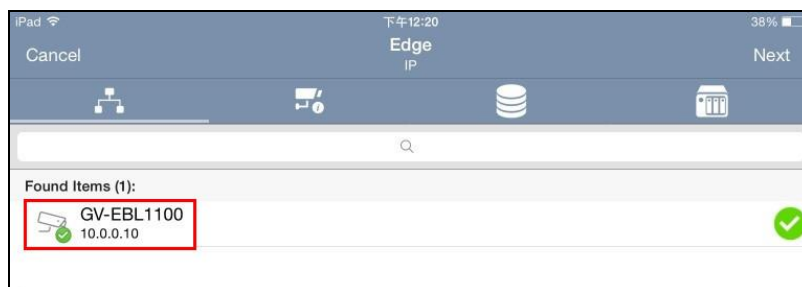 iPad 下午12:20 38%
Cancel Edge Next
IP
Found Items (1):
GV-EBL1100
10.0.0.10